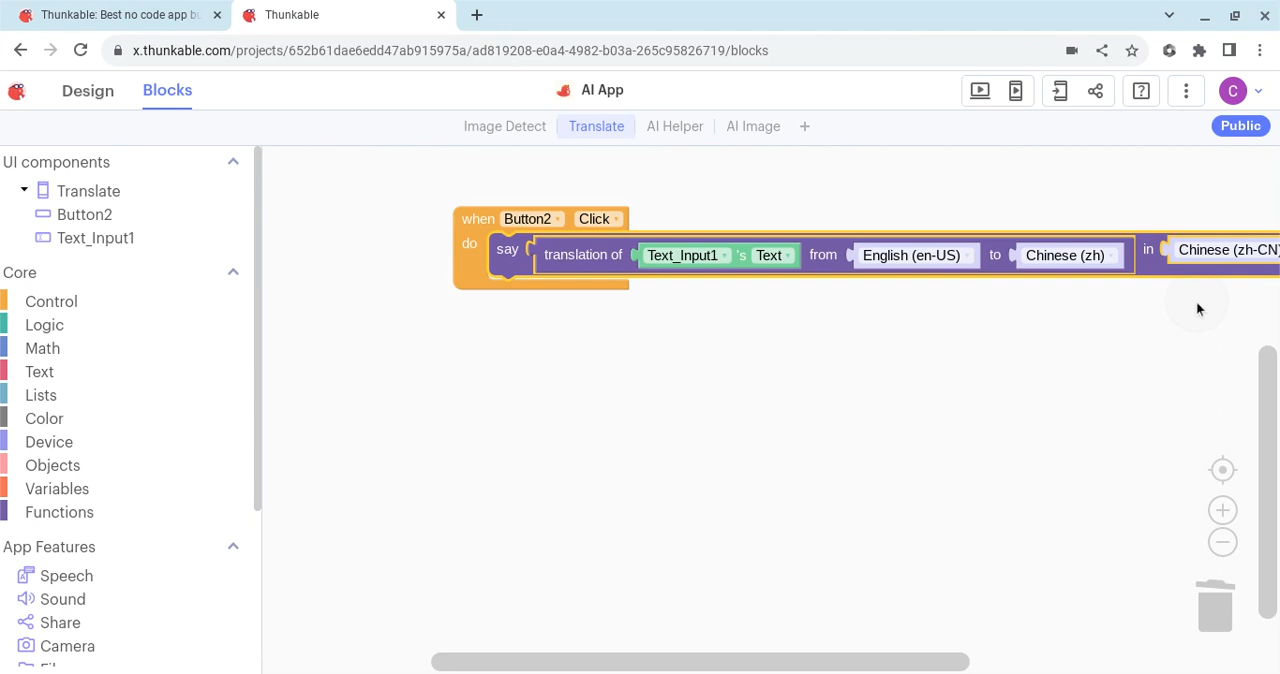 Thunkable: Best no code app bu
Thunkable
x.thunkable.com/projects/652b61dae6edd47ab915975a/ad819208-e0a4-4982-b03a-265c95826719/blocks
Design
Blocks
AI App
C
Image Detect
Translate
AI Helper
AI Image
Public
UI components
Translate
Button2
Text_Input1
Core
Control
Logic
Math
Text
Lists
Color
Device
Objects
Variables
Functions
App Features
Speech
Sound
Share
Camera
when Button2 Click
do say translation of Text_Input1 's Text from English (en-US) to Chinese (zh) in Chinese (zh-CN)